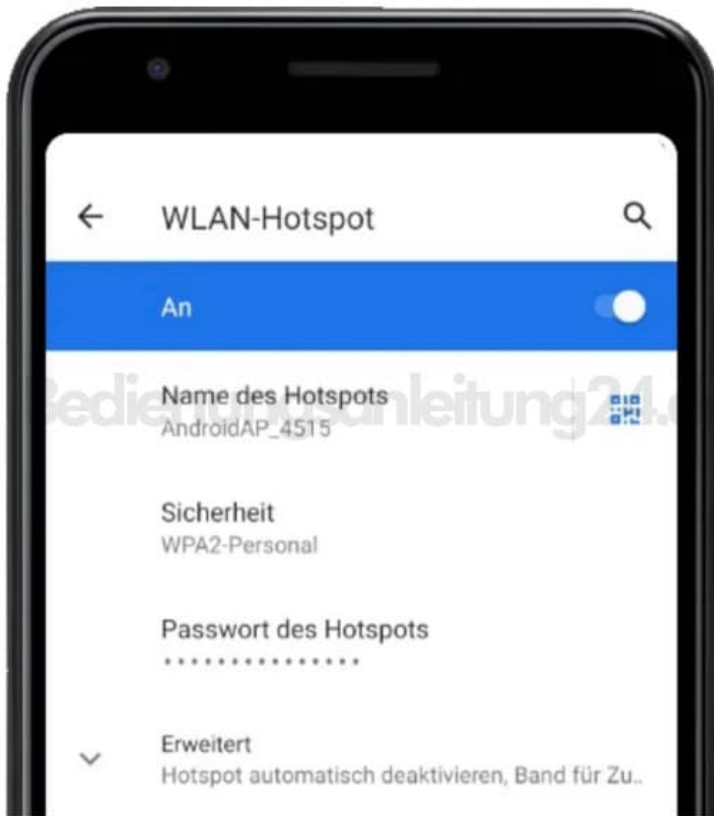 WLAN-Hotspot
An
Name des Hotspots
AndroidAP_4515
Bedienungsanleitung24.
Sicherheit
WPA2-Personal
Passwort des Hotspots
•••••••••••••••
Erweitert
Hotspot automatisch deaktivieren, Band für Zu..